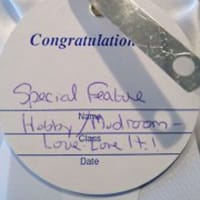 Congratulation
Special Feature
Name
Hobby/Mudroom -
Class
Love Love It!
Date